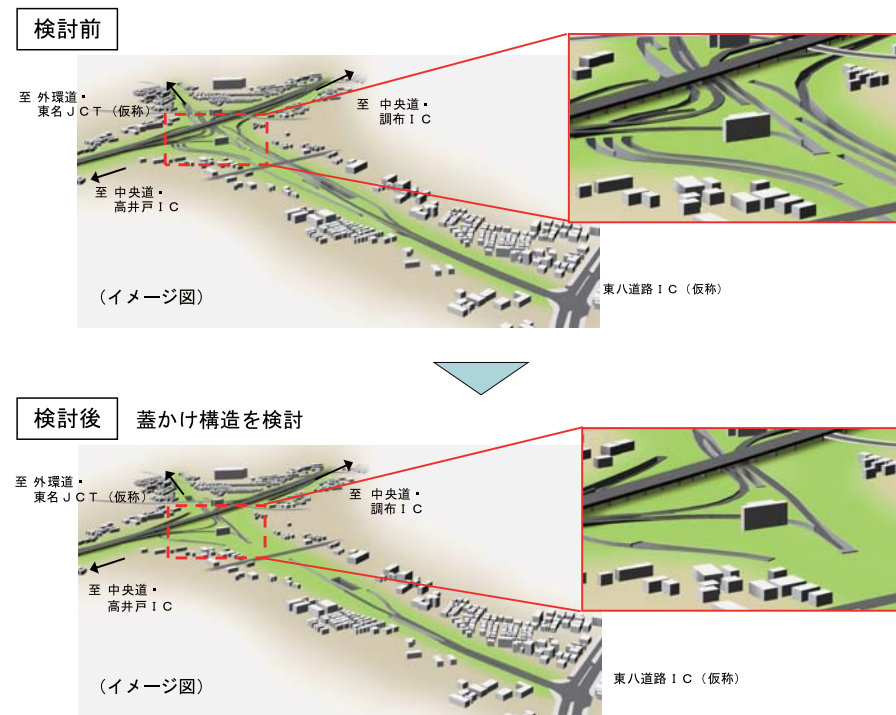 検討前
至 外環道・
東名JCT(仮称)
至 中央道・
調布IC
至 中央道・
高井戸IC
(イメージ図)
東八道路IC(仮称)
検討後 蓋かけ構造を検討
至 外環道・
東名JCT(仮称)
至 中央道・
調布IC
至 中央道・
高井戸IC
(イメージ図)
東八道路IC(仮称)